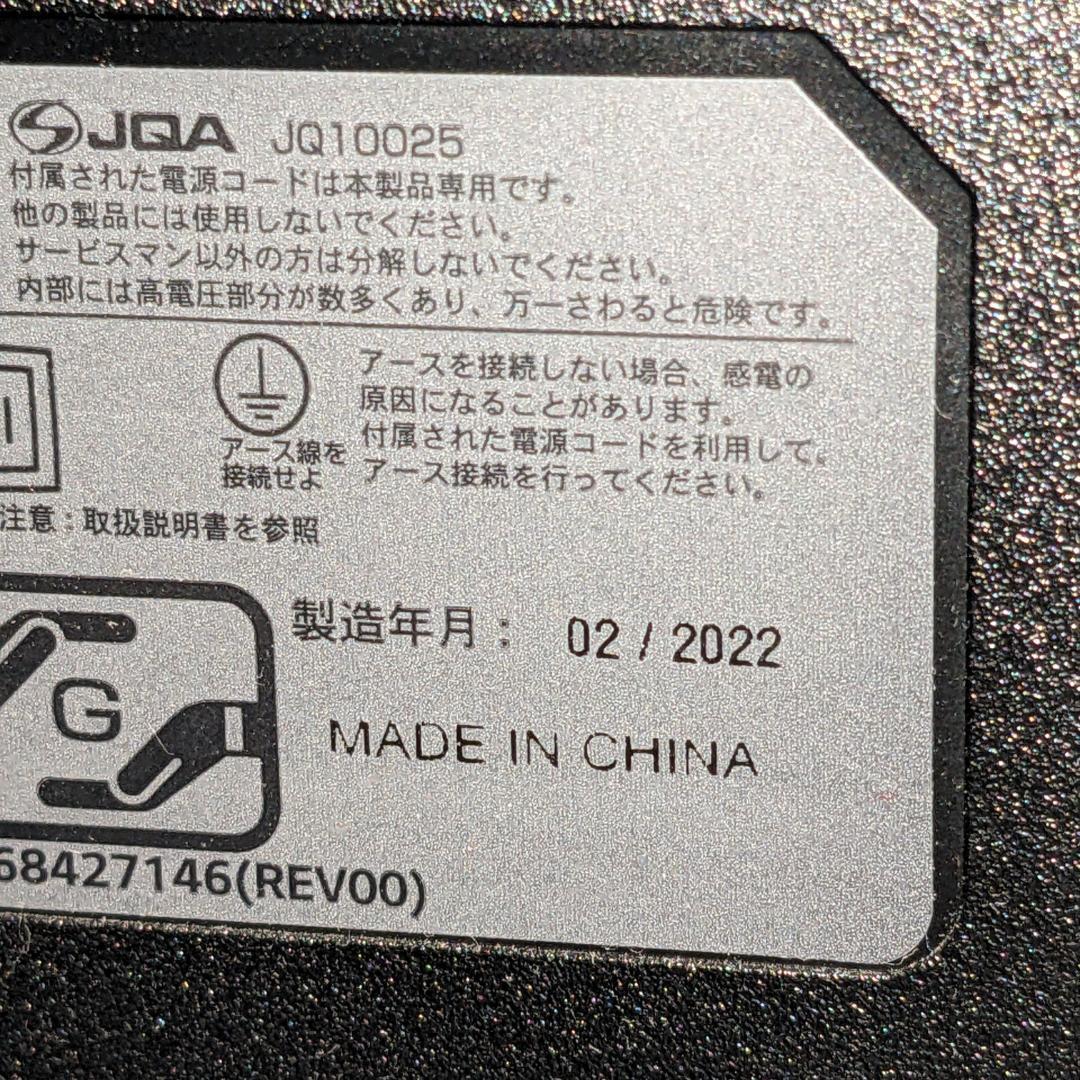 JQA JQ10025
付属された電源コードは本製品専用です。
他の製品には使用しないでください。
サービスマン以外の方は分解しないでください。
内部には高電圧部分が数多くあり、万一さわると危険です。
アース線を
接続せよ
アースを接続しない場合、感電の
原因になることがあります。
付属された電源コードを利用して。
アース接続を行ってください。
注意：取扱説明書を参照
G
製造年月： 02 / 2022
MADE IN CHINA
68427146(REV00)